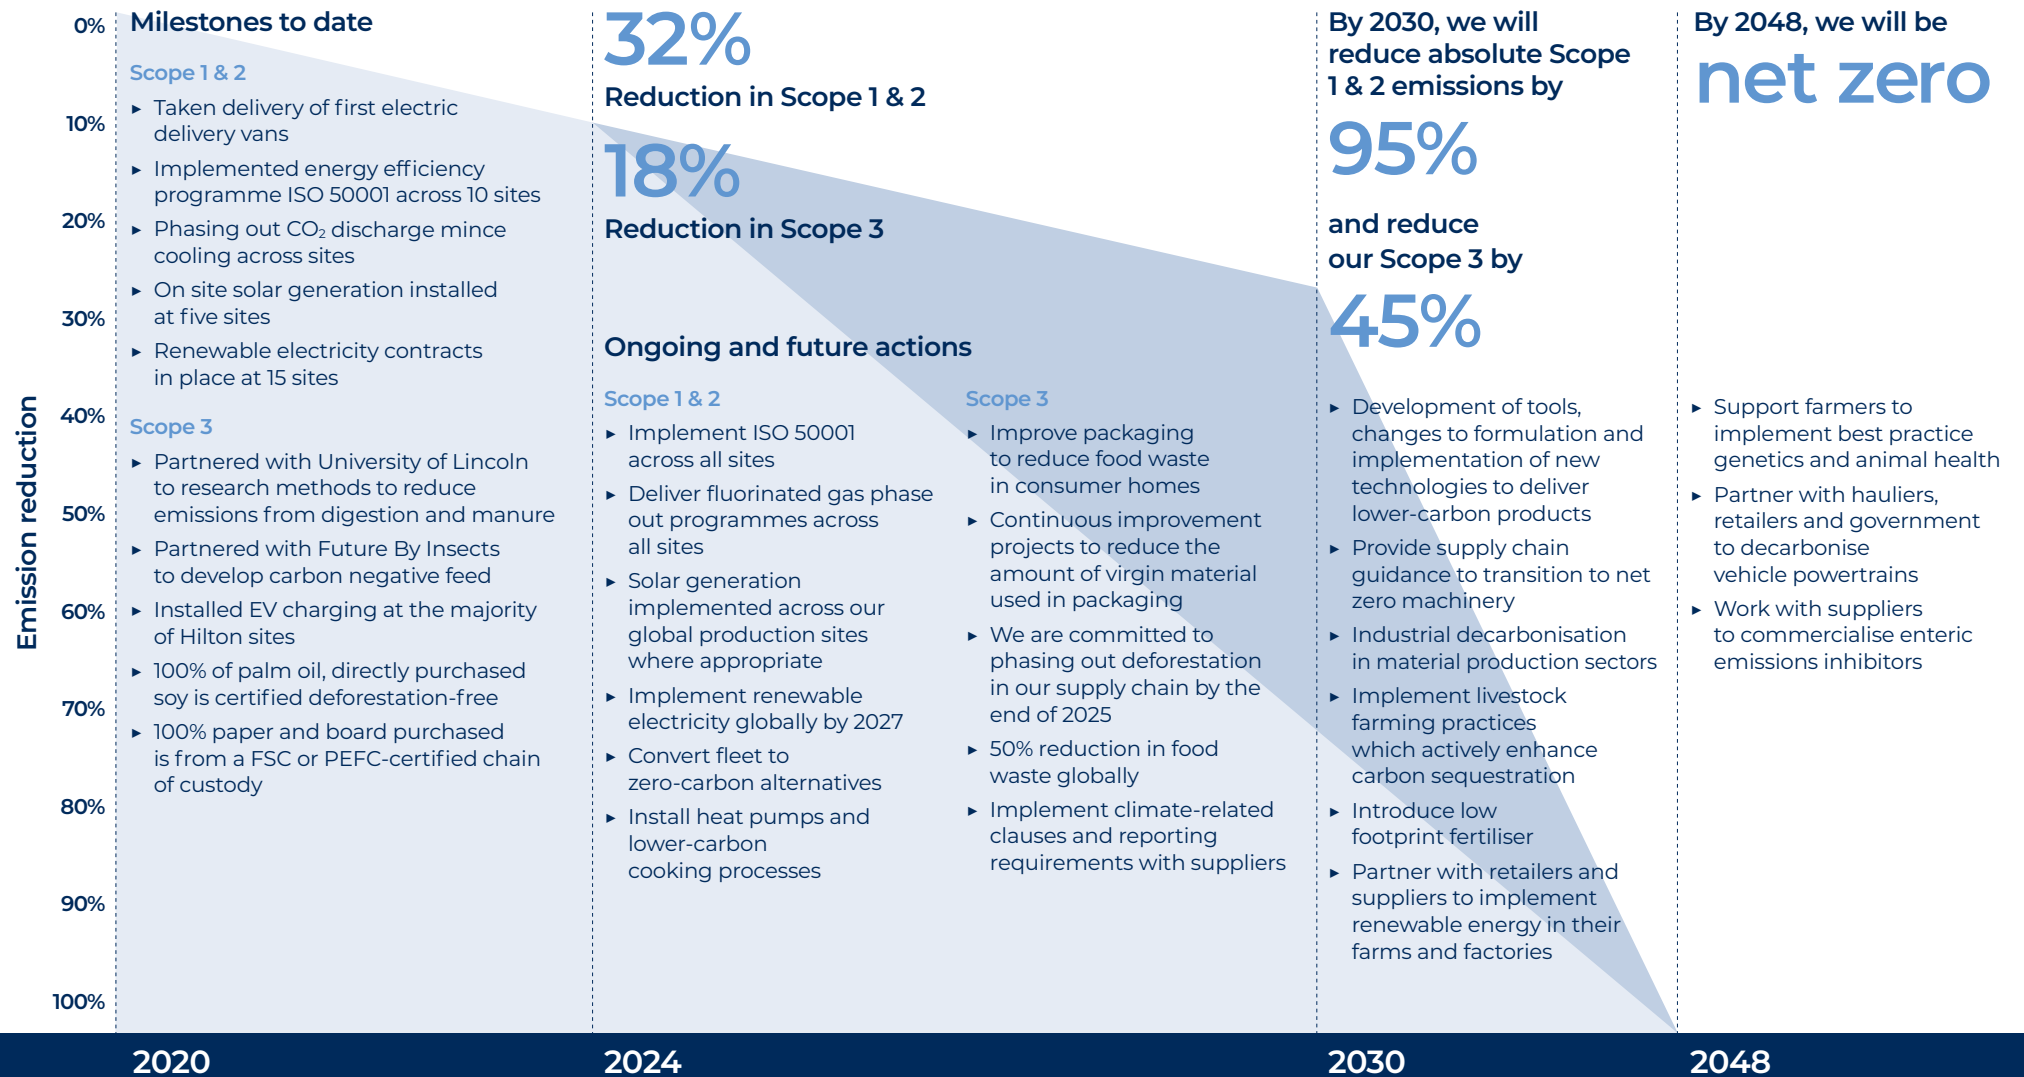 Emission reduction
0%
10%
20%
30%
40%
50%
60%
70%
80%
90%
100%
Milestones to date
Scope 1 & 2
► Taken delivery of first electric
delivery vans
► Implemented energy efficiency
programme ISO 50001 across 10 sites
► Phasing out CO₂ discharge mince
cooling across sites
► On site solar generation installed
at five sites
► Renewable electricity contracts
in place at 15 sites
Scope 3
► Partnered with University of Lincoln
to research methods to reduce
emissions from digestion and manure
► Partnered with Future By Insects
to develop carbon negative feed
► Installed EV charging at the majority
of Hilton sites
► 100% of palm oil, directly purchased
soy is certified deforestation-free
► 100% paper and board purchased
is from a FSC or PEFC-certified chain
of custody
32%
Reduction in Scope 1 & 2
18%
Reduction in Scope 3
Ongoing and future actions
Scope 1 & 2
► Implement ISO 50001
across all sites
► Deliver fluorinated gas phase
out programmes across
all sites
► Solar generation
implemented across our
global production sites
where appropriate
► Implement renewable
electricity globally by 2027
► Convert fleet to
zero-carbon alternatives
► Install heat pumps and
lower-carbon
cooking processes
Scope 3
► Improve packaging
to reduce food waste
in consumer homes
► Continuous improvement
projects to reduce the
amount of virgin material
used in packaging
► We are committed to
phasing out deforestation
in our supply chain by the
end of 2025
► 50% reduction in food
waste globally
► Implement climate-related
clauses and reporting
requirements with suppliers
By 2030, we will
reduce absolute Scope
1 & 2 emissions by
95%
and reduce
our Scope 3 by
45%
► Development of tools,
changes to formulation and
implementation of new
technologies to deliver
lower-carbon products
► Provide supply chain
guidance to transition to net
zero machinery
► Industrial decarbonisation
in material production sectors
► Implement livestock
farming practices
which actively enhance
carbon sequestration
► Introduce low
footprint fertiliser
► Partner with retailers and
suppliers to implement
renewable energy in their
farms and factories
By 2048, we will be
net zero
► Support farmers to
implement best practice
genetics and animal health
► Partner with hauliers,
retailers and government
to decarbonise
vehicle powertrains
► Work with suppliers
to commercialise enteric
emissions inhibitors
2020
2024
2030
2048